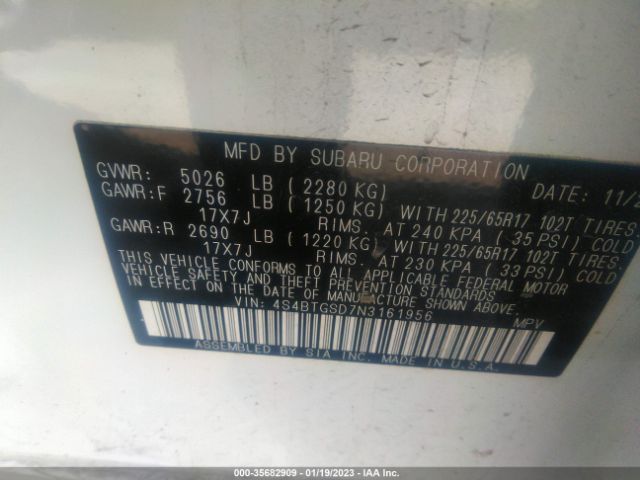 MFD BY SUBARU CORPORATION
GVWR: 5026 LB (2280 KG) DATE: 11/
GAWR:F 2756 LB (1250 KG) WITH 225/65R17 102T TIRES.
17X7J RIMS. AT 240 KPA (35 PSI) COLD
GAWR:R 2690 LB (1220 KG) WITH 225/65R17 102T TIRES.
17X7J RIMS. AT 230 KPA (33 PSI) COLD
THIS VEHICLE CONFORMS TO ALL APPLICABLE FEDERAL MOTOR
VEHICLE SAFETY AND THEFT PREVENTION STANDARDS
IN EFFECT ON THE DATE OF MANUFACTURE SHOWN ABOVE.
VIN: 4S4BTGSD7N3161956 MPV
ASSEMBLED BY SIA INC. MADE IN U.S.A.
000-35682909 - 01/19/2023 - IAA Inc.